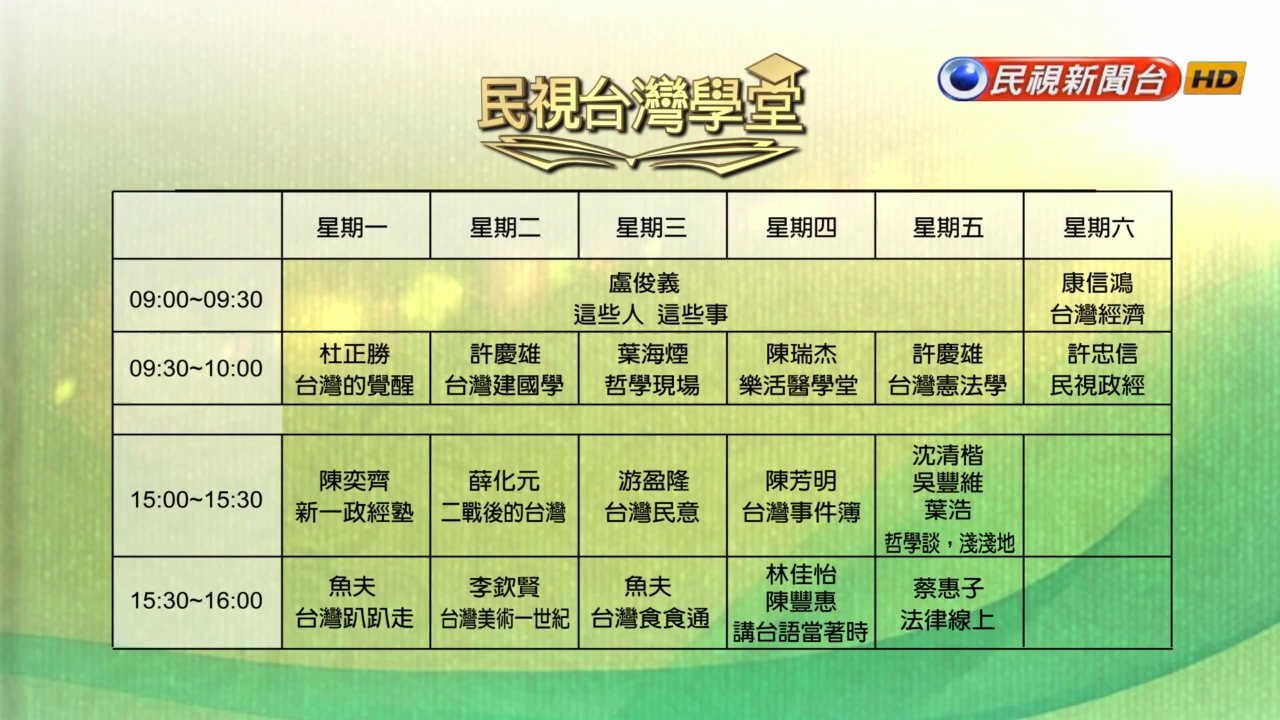 民視台灣學堂
民視新聞台 HD
星期一 星期二 星期三 星期四 星期五 星期六
09:00~09:30
盧俊義
這些人 這些事
康信鴻
台灣經濟
09:30~10:00
杜正勝
台灣的覺醒
許慶雄
台灣建國學
葉海煙
哲學現場
陳瑞杰
樂活醫學堂
許慶雄
台灣憲法學
許忠信
民視政經
15:00~15:30
陳奕齊
新一政經塾
薛化元
二戰後的台灣
游盈隆
台灣民意
陳芳明
台灣事件簿
沈清楷
吳豐維
葉浩
哲學談，淺淺地
15:30~16:00
魚夫
台灣趴趴走
李欽賢
台灣美術一世紀
魚夫
台灣食食通
林佳怡
陳豐惠
講台語當著時
蔡惠子
法律線上